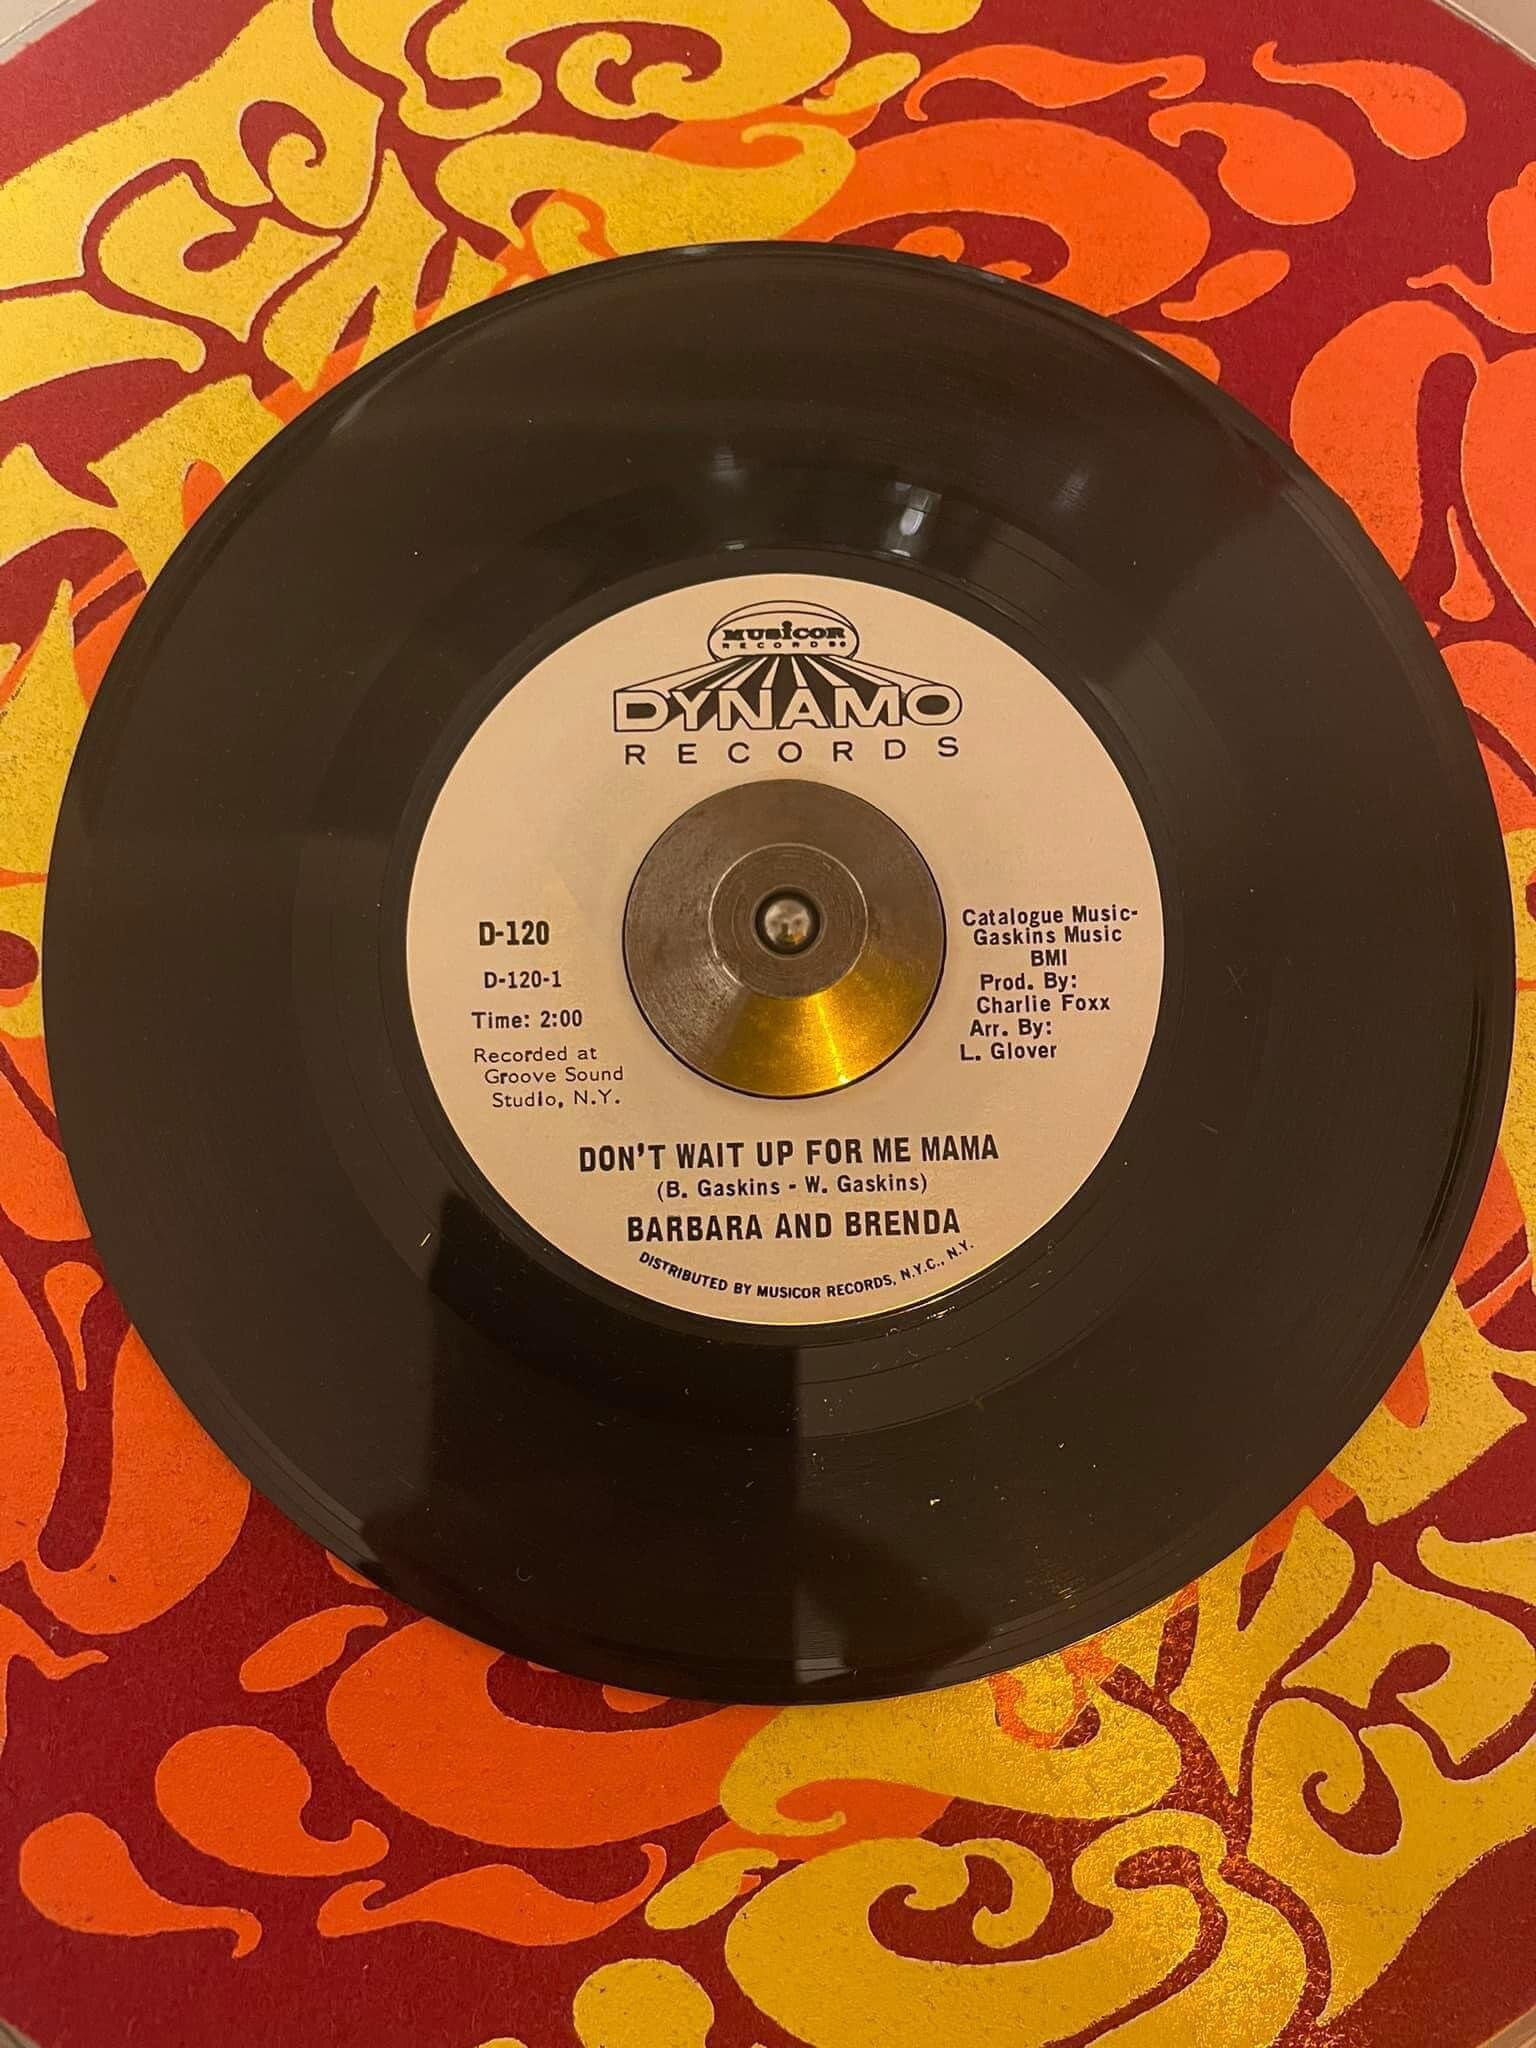 MUSICOR
RECORDS
DYNAMO
RECORDS
D-120
D-120-1
Time: 2:00
Recorded at
Groove Sound
Studio, N.Y.
Catalogue Music-
Gaskins Music
BMI
Prod. By:
Charlie Foxx
Arr. By:
L. Glover
DON'T WAIT UP FOR ME MAMA
(B. Gaskins - W. Gaskins)
BARBARA AND BRENDA
DISTRIBUTED BY MUSICOR RECORDS, N.Y.C., N.Y.